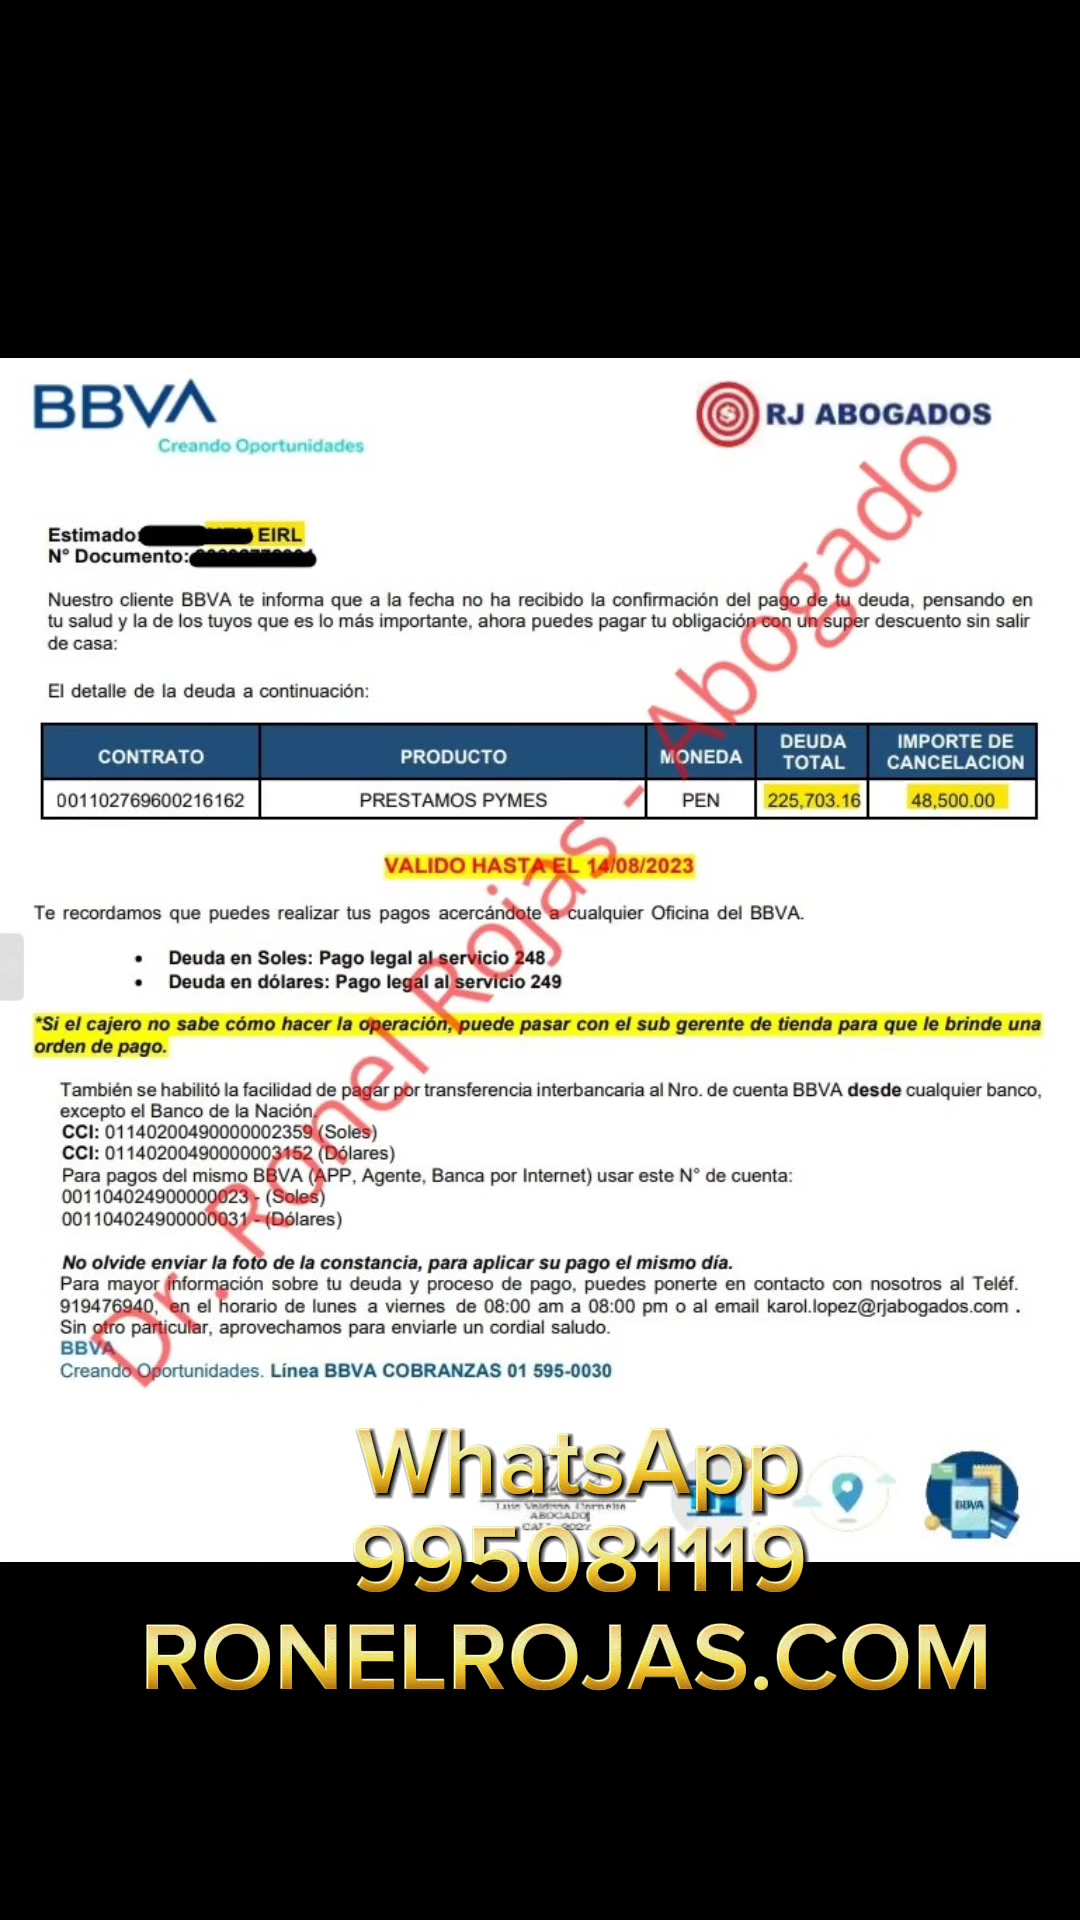 BBVA
Creando Oportunidades
RJ ABOGADOS
Estimado: EIRL
N° Documento:
Nuestro cliente BBVA te informa que a la fecha no ha recibido la confirmación del pago de tu deuda, pensando en
tu salud y la de los tuyos que es lo más importante, ahora puedes pagar tu obligación con un super descuento sin salir
de casa:
El detalle de la deuda a continuación:
CONTRATO PRODUCTO MONEDA DEUDA TOTAL IMPORTE DE CANCELACION
001102769600216162 PRESTAMOS PYMES PEN 225,703.16 48,500.00
VALIDO HASTA EL 14/08/2023
Te recordamos que puedes realizar tus pagos acercándote a cualquier Oficina del BBVA.
• Deuda en Soles: Pago legal al servicio 248
• Deuda en dólares: Pago legal al servicio 249
*Si el cajero no sabe cómo hacer la operación, puede pasar con el sub gerente de tienda para que le brinde una
orden de pago.
También se habilitó la facilidad de pagar por transferencia interbancaria al Nro. de cuenta BBVA desde cualquier banco,
excepto el Banco de la Nación.
CCI: 01140200490000002359 (Soles)
CCI: 01140200490000003152 (Dólares)
Para pagos del mismo BBVA (APP, Agente, Banca por Internet) usar este N° de cuenta:
001104024900000023 - (Soles)
001104024900000031 - (Dólares)
No olvide enviar la foto de la constancia, para aplicar su pago el mismo día.
Para mayor información sobre tu deuda y proceso de pago, puedes ponerte en contacto con nosotros al Teléf.
919476940, en el horario de lunes a viernes de 08:00 am a 08:00 pm o al email karol.lopez@rjabogados.com .
Sin otro particular, aprovechamos para enviarle un cordial saludo.
BBVA
Creando Oportunidades. Línea BBVA COBRANZAS 01 595-0030
Dr. Ronel Rojas - Abogado
ABOGADO
BBVA
WhatsApp
995081119
RONELROJAS.COM